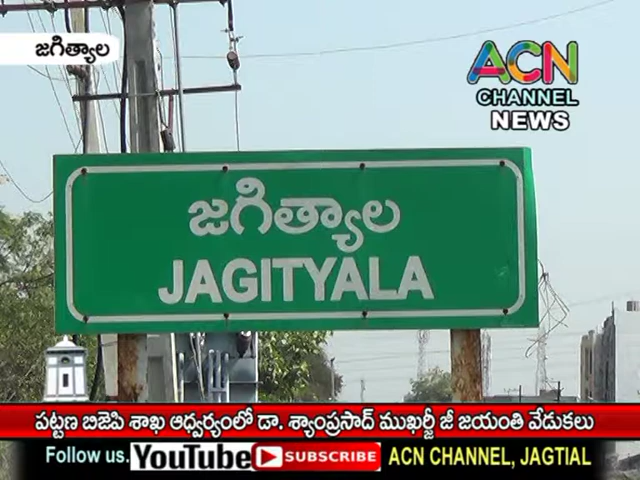 జగిత్యాల
ACN
CHANNEL
NEWS
జగిత్యాల
JAGITYALA
పట్టణ బిజెపి శాఖ ఆధ్వర్యంలో డా. శ్యాంప్రసాద్ ముఖర్జీ జీ జయంతి వేడుకలు
Follow us. YouTube SUBSCRIBE ACN CHANNEL, JAGTIAL